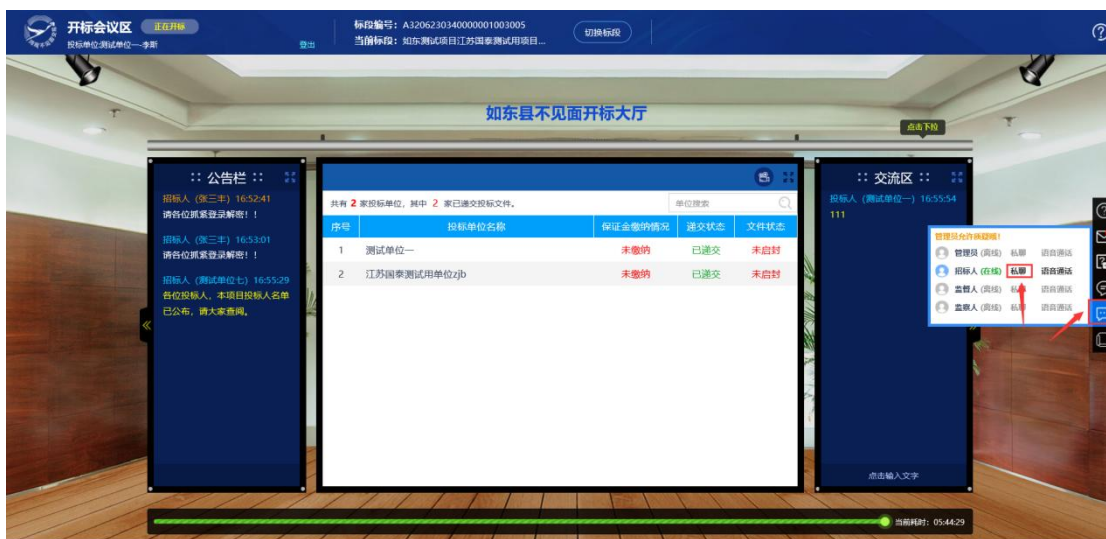 开标会议区 正在开标
投标单位:测试单位一-李斯 登出
标段编号：A3206230340000001003005
当前标段：如东测试项目江苏国泰测试用项目...
切换标段
如东县不见面开标大厅
点击下拉
:: 公告栏 ::
招标人（张三丰）16:52:41
请各位抓紧登录解密！！
招标人（张三丰）16:53:01
请各位抓紧登录解密！！
招标人（测试单位七）16:55:29
各位投标人，本项目投标人名单
已公布，请大家查阅。
共有 2 家投标单位，其中 2 家已递交投标文件。
单位搜索
序号 投标单位名称 保证金缴纳情况 递交状态 文件状态
1 测试单位一 未缴纳 已递交 未启封
2 江苏国泰测试用单位zjb 未缴纳 已递交 未启封
:: 交流区 ::
投标人（测试单位一）16:55:54
111
管理员 (离线) 私聊 语音通话
招标人 (在线) 私聊 语音通话
监督人 (离线) 私聊 语音通话
监察人 (离线) 语音通话
点击输入文字
当前耗时：05:44:29